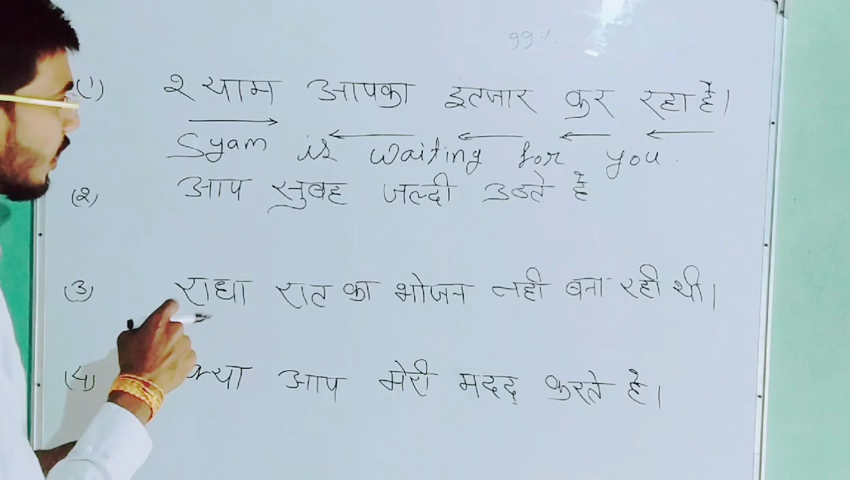 99%
(1) श्याम आपका इंतजार कर रहा है।
Syam is waiting for you.
(२) आप सुबह जल्दी उठते है
(3) राधा रात का भोजन नही बना रही थी।
(4) क्या आप मेरी मदद करते है।